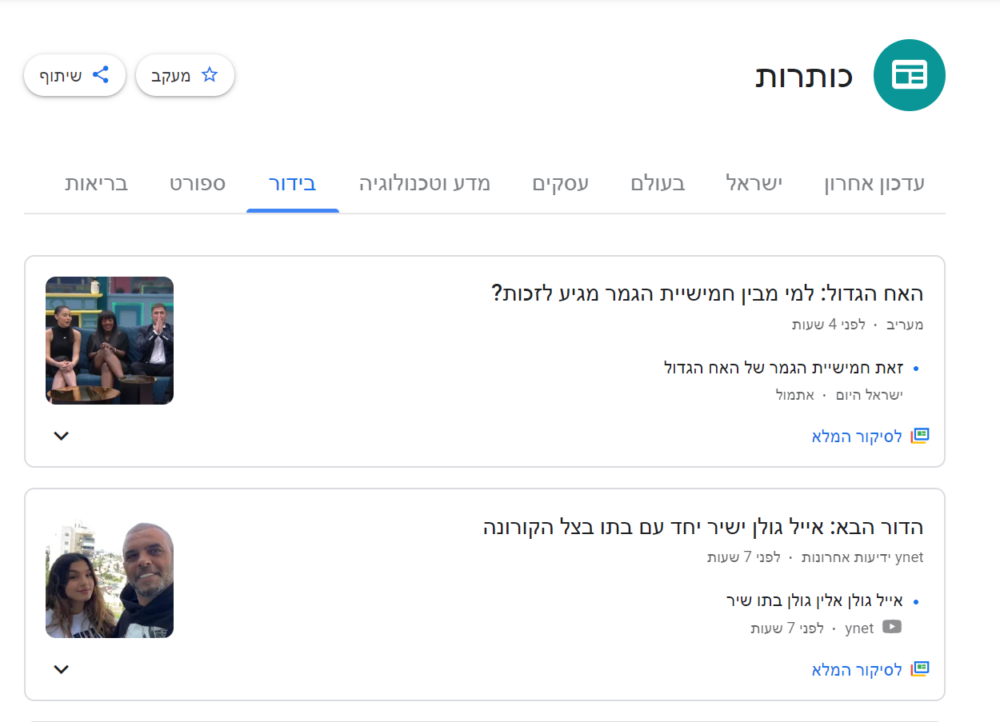 כותרות
מעקב
שיתוף
עדכון אחרון
ישראל
בעולם
עסקים
מדע וטכנולוגיה
בידור
ספורט
בריאות
האח הגדול: למי מבין חמישיית הגמר מגיע לזכות?
מעריב · לפני 4 שעות
זאת חמישיית הגמר של האח הגדול
ישראל היום · אתמול
לסיקור המלא
הדור הבא: אייל גולן ישיר יחד עם בתו בצל הקורונה
ynet ידיעות אחרונות · לפני 7 שעות
אייל גולן אלין גולן בתו שיר
ynet · לפני 7 שעות
לסיקור המלא